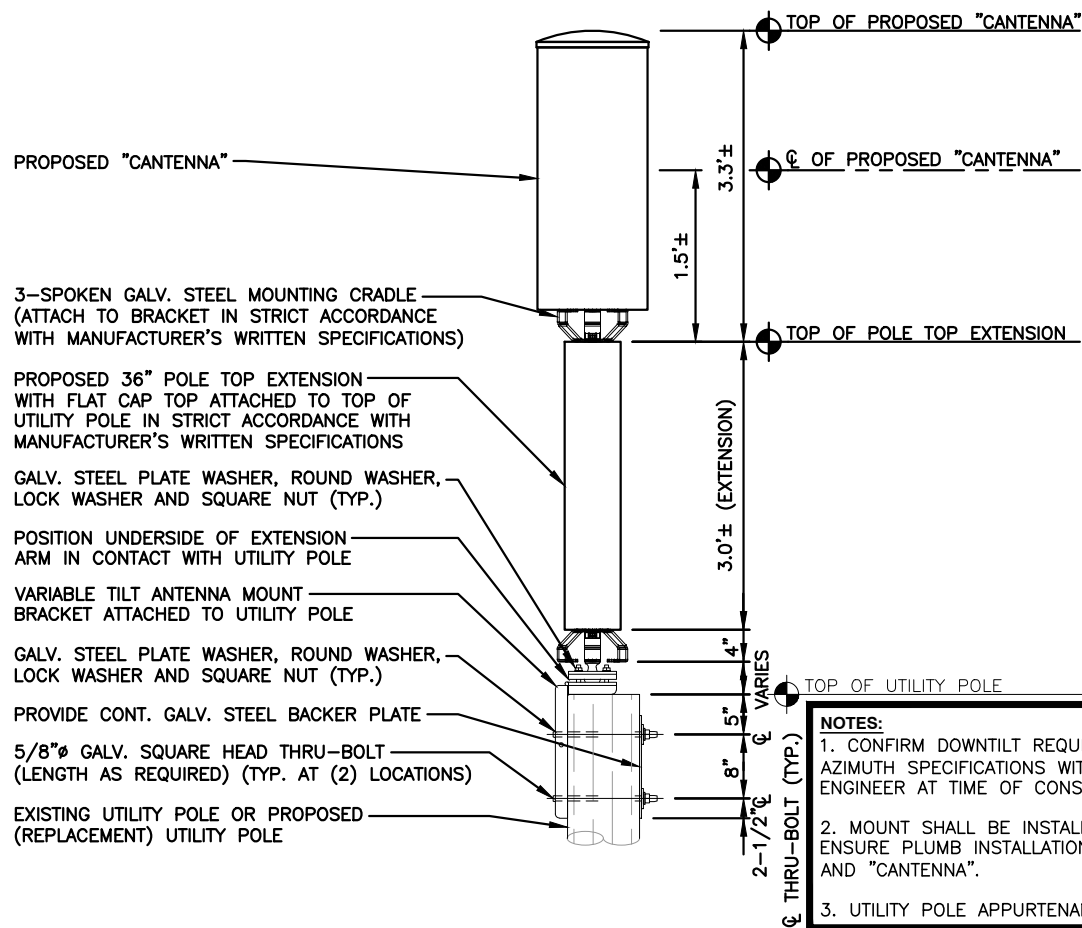 TOP OF PROPOSED "CANTENNA"
PROPOSED "CANTENNA"
℄ OF PROPOSED "CANTENNA"
3.3'±
1.5'±
3-SPOKEN GALV. STEEL MOUNTING CRADLE
(ATTACH TO BRACKET IN STRICT ACCORDANCE
WITH MANUFACTURER'S WRITTEN SPECIFICATIONS)
TOP OF POLE TOP EXTENSION
PROPOSED 36" POLE TOP EXTENSION
WITH FLAT CAP TOP ATTACHED TO TOP OF
UTILITY POLE IN STRICT ACCORDANCE WITH
MANUFACTURER'S WRITTEN SPECIFICATIONS
3.0'± (EXTENSION)
GALV. STEEL PLATE WASHER, ROUND WASHER,
LOCK WASHER AND SQUARE NUT (TYP.)
POSITION UNDERSIDE OF EXTENSION
ARM IN CONTACT WITH UTILITY POLE
VARIABLE TILT ANTENNA MOUNT
BRACKET ATTACHED TO UTILITY POLE
GALV. STEEL PLATE WASHER, ROUND WASHER,
LOCK WASHER AND SQUARE NUT (TYP.)
PROVIDE CONT. GALV. STEEL BACKER PLATE
5/8"ø GALV. SQUARE HEAD THRU-BOLT
(LENGTH AS REQUIRED) (TYP. AT (2) LOCATIONS)
EXISTING UTILITY POLE OR PROPOSED
(REPLACEMENT) UTILITY POLE
4"
VARIES
5"
℄
8"
℄
2-1/2"
℄ THRU-BOLT (TYP.)
TOP OF UTILITY POLE
NOTES:
1. CONFIRM DOWNTILT REQUI
AZIMUTH SPECIFICATIONS WIT
ENGINEER AT TIME OF CONS
2. MOUNT SHALL BE INSTALL
ENSURE PLUMB INSTALLATION
AND "CANTENNA".
3. UTILITY POLE APPURTENA